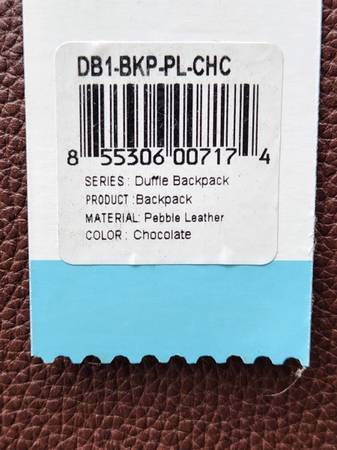 DB1-BKP-PL-CHC
8 55306 00717 4
SERIES : Duffle Backpack
PRODUCT :Backpack
MATERIAL: Pebble Leather
COLOR : Chocolate